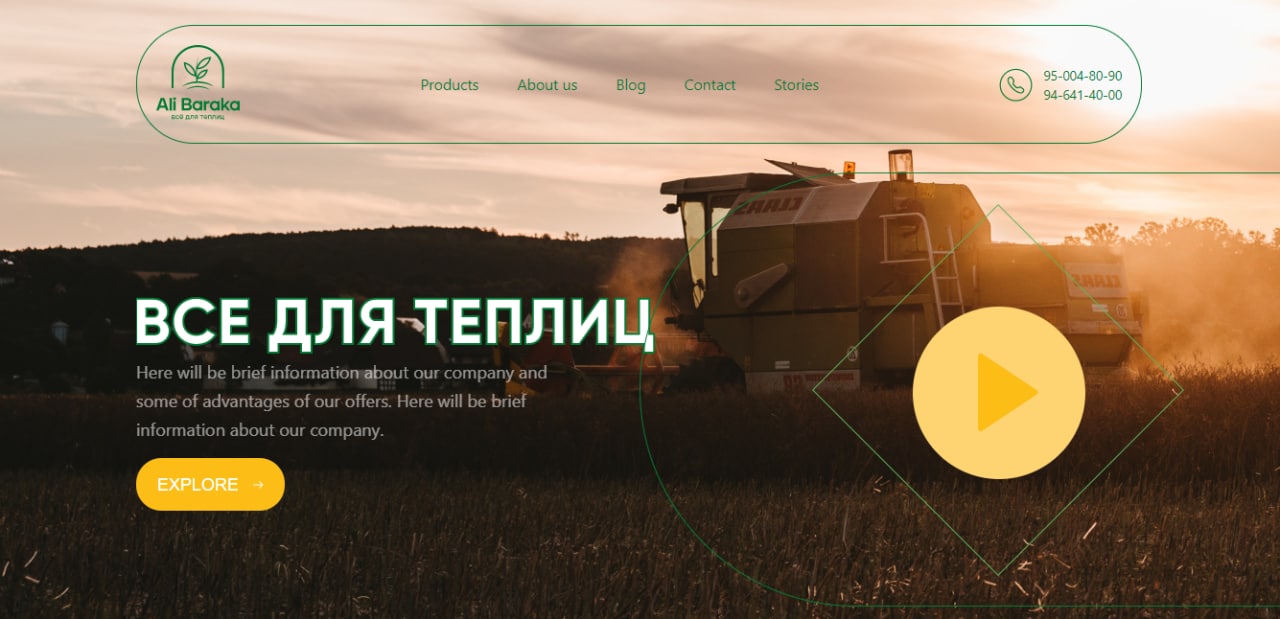 Ali Baraka
всё для теплиц
Products
About us
Blog
Contact
Stories
95-004-80-90
94-641-40-00
CLAAS
CLAAS
ВСЕ ДЛЯ ТЕПЛИЦ
Here will be brief information about our company and
some of advantages of our offers. Here will be brief
information about our company.
EXPLORE